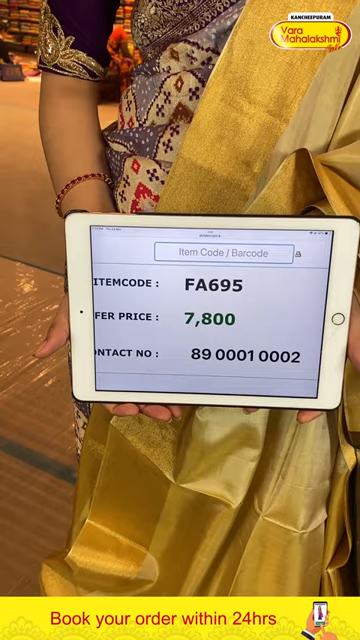 KANCHEEPURAM
Vara
Mahalakshmi
Silks
Item Code / Barcode
ITEMCODE : FA695
FER PRICE : 7,800
ONTACT NO : 89 0001 0002
Book your order within 24hrs